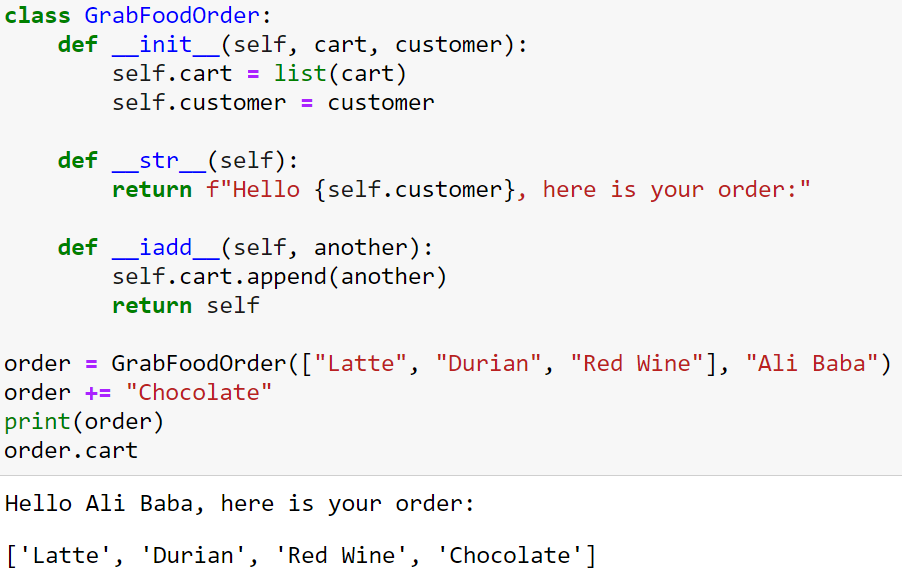 class GrabFoodOrder:
    def __init__(self, cart, customer):
        self.cart = list(cart)
        self.customer = customer

    def __str__(self):
        return f"Hello {self.customer}, here is your order:"

    def __iadd__(self, another):
        self.cart.append(another)
        return self

order = GrabFoodOrder(["Latte", "Durian", "Red Wine"], "Ali Baba")
order += "Chocolate"
print(order)
order.cart
Hello Ali Baba, here is your order:
['Latte', 'Durian', 'Red Wine', 'Chocolate']